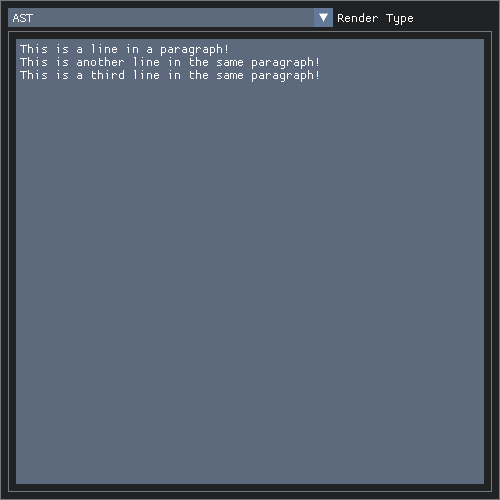 AST Render Type
This is a line in a paragraph!
This is another line in the same paragraph!
This is a third line in the same paragraph!